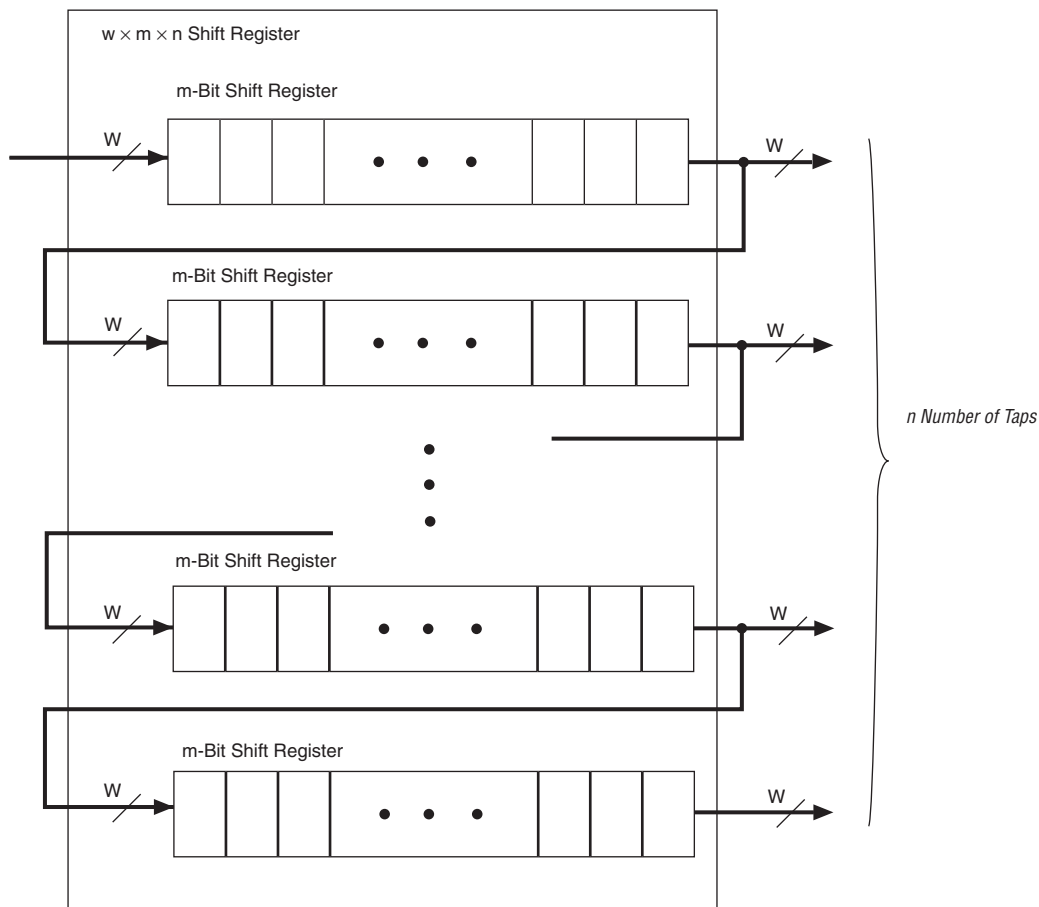 w × m × n Shift Register
m-Bit Shift Register
W
W
m-Bit Shift Register
W
W
n Number of Taps
m-Bit Shift Register
W
W
m-Bit Shift Register
W
W